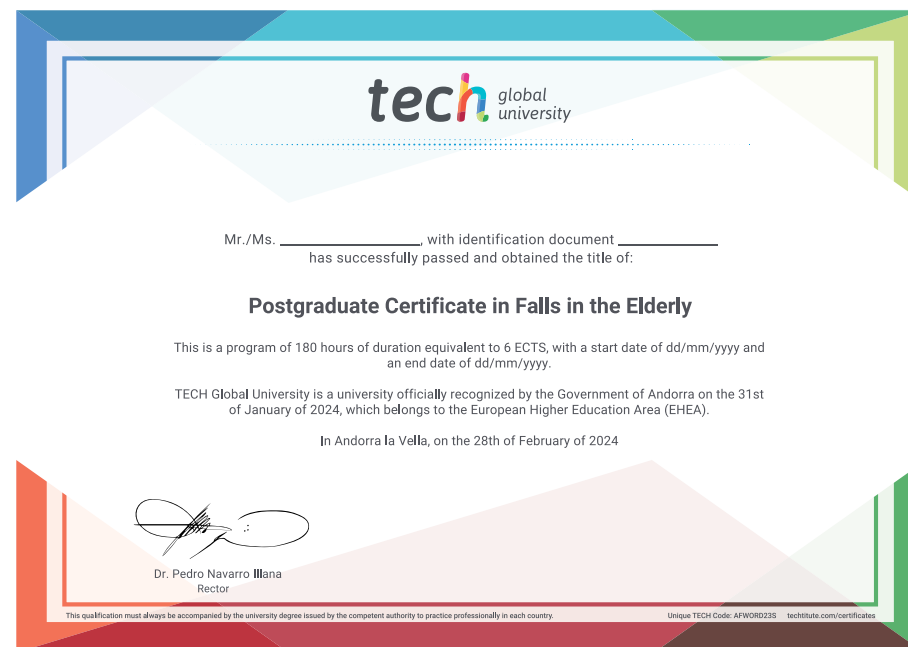 tech global
university
Mr./Ms. ____________, with identification document ____________
has successfully passed and obtained the title of:
Postgraduate Certificate in Falls in the Elderly
This is a program of 180 hours of duration equivalent to 6 ECTS, with a start date of dd/mm/yyyy and
an end date of dd/mm/yyyy.
TECH Global University is a university officially recognized by the Government of Andorra on the 31st
of January of 2024, which belongs to the European Higher Education Area (EHEA).
In Andorra la Vella, on the 28th of February of 2024
Dr. Pedro Navarro Illana
Rector
This qualification must always be accompanied by the university degree issued by the competent authority to practice professionally in each country. Unique TECH Code: AFWORD23S techtitute.com/certificates